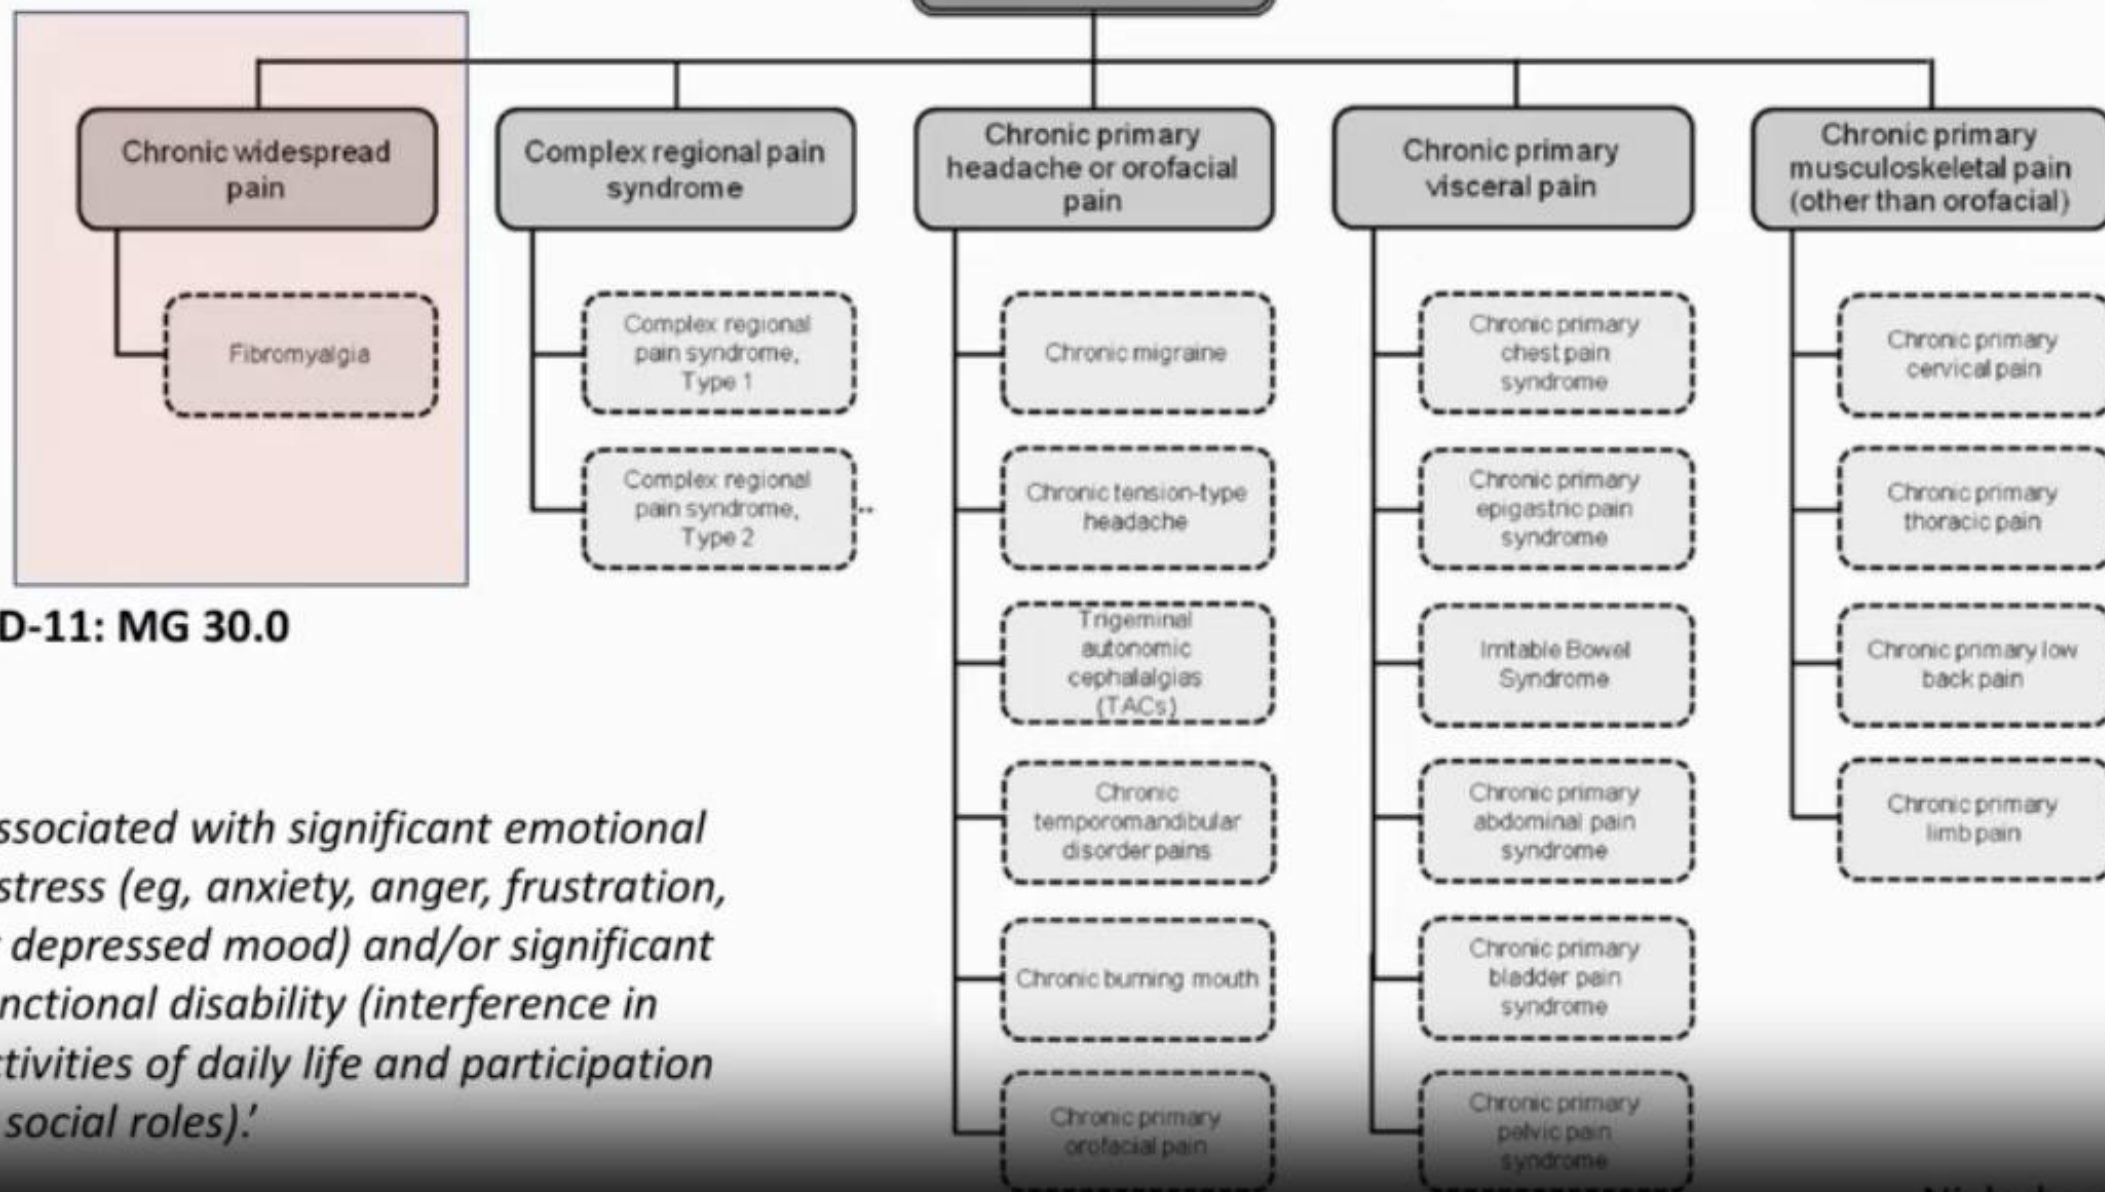 Chronic widespread
pain
Fibromyalgia
Complex regional pain
syndrome
Complex regional
pain syndrome,
Type 1
Complex regional
pain syndrome,
Type 2
Chronic primary
headache or orofacial
pain
Chronic migraine
Chronic tension-type
headache
Trigeminal
autonomic
cephalalgias
(TACs)
Chronic
temporomandibular
disorder pains
Chronic burning mouth
Chronic primary
orofacial pain
Chronic primary
visceral pain
Chronic primary
chest pain
syndrome
Chronic primary
epigastric pain
syndrome
Irritable Bowel
Syndrome
Chronic primary
abdominal pain
syndrome
Chronic primary
bladder pain
syndrome
Chronic primary
pelvic pain
syndrome
Chronic primary
musculoskeletal pain
(other than orofacial)
Chronic primary
cervical pain
Chronic primary
thoracic pain
Chronic primary low
back pain
Chronic primary
limb pain
D-11: MG 30.0
ssociated with significant emotional
stress (eg, anxiety, anger, frustration,
depressed mood) and/or significant
nctional disability (interference in
ctivities of daily life and participation
social roles).'